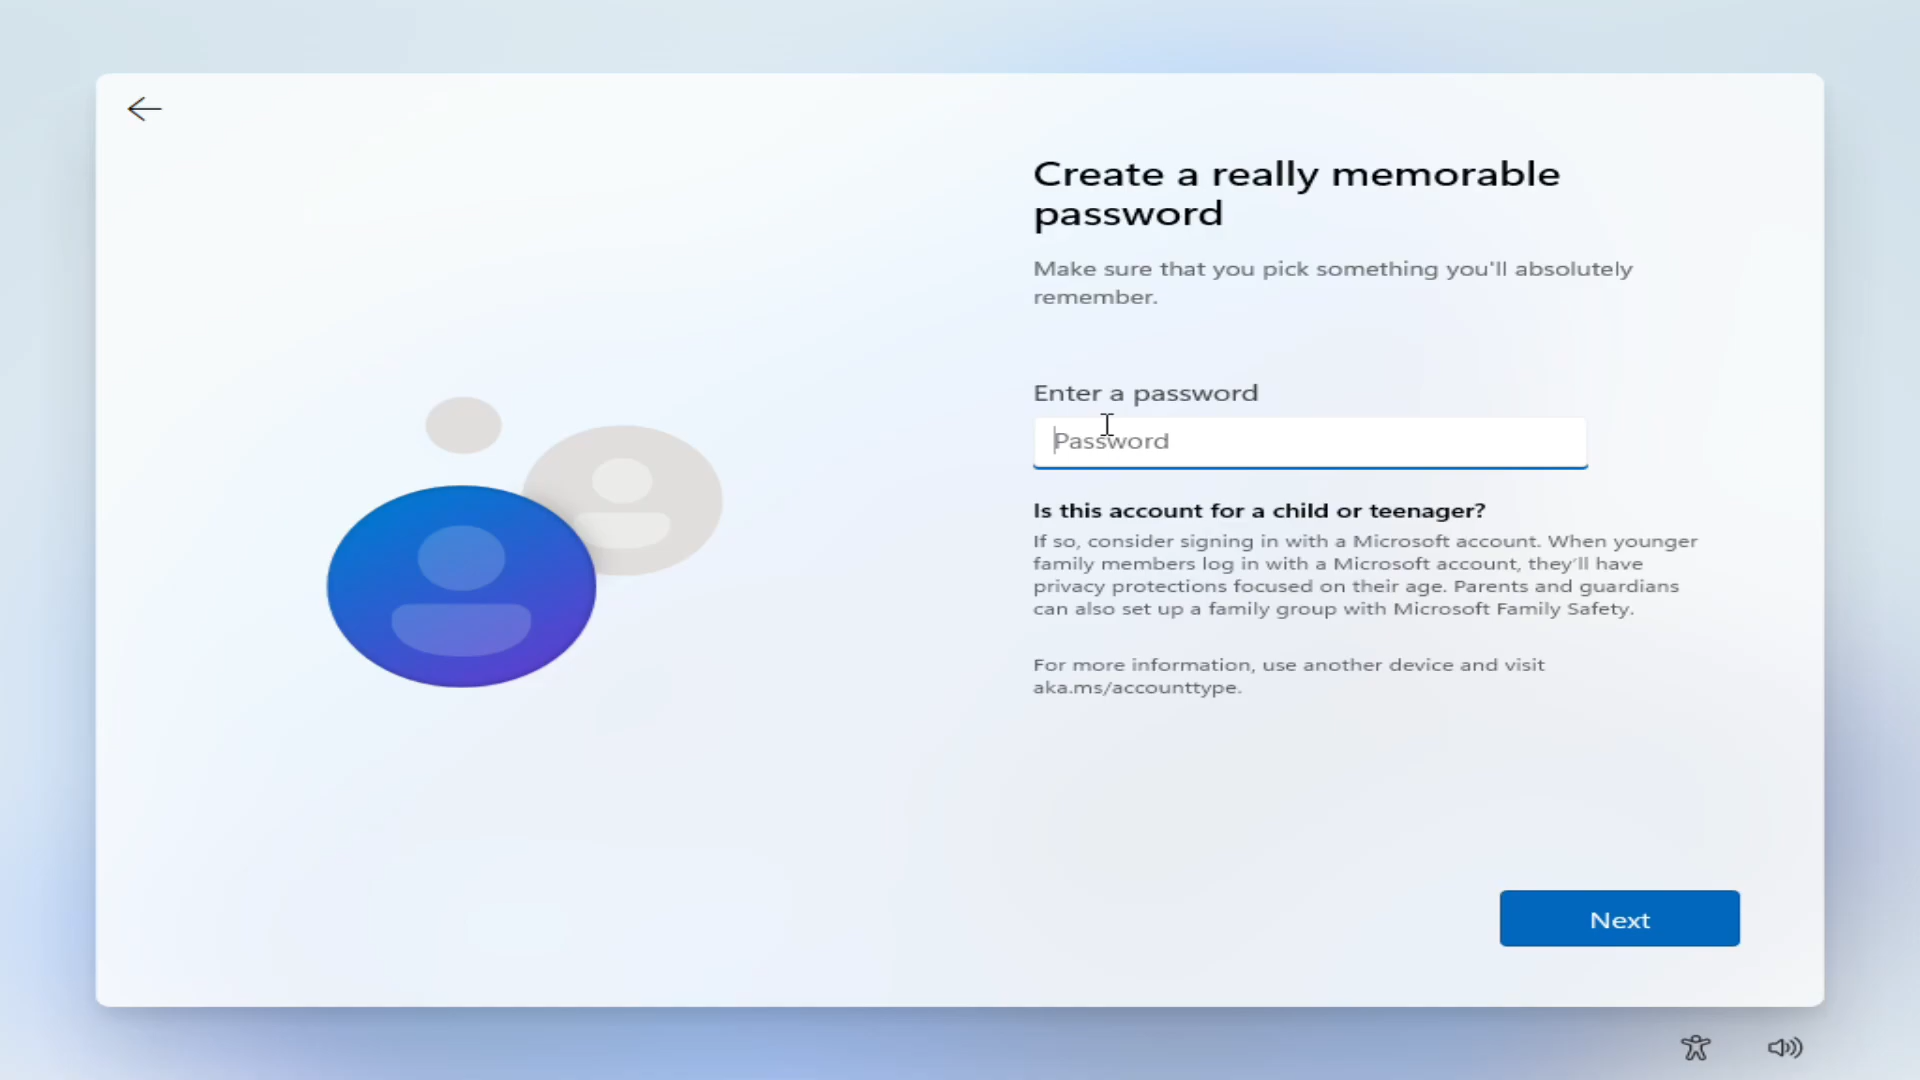 Create a really memorable
password
Make sure that you pick something you'll absolutely
remember.
Enter a password
Password
Is this account for a child or teenager?
If so, consider signing in with a Microsoft account. When younger
family members log in with a Microsoft account, they'll have
privacy protections focused on their age. Parents and guardians
can also set up a family group with Microsoft Family Safety.
For more information, use another device and visit
aka.ms/accounttype.
Next